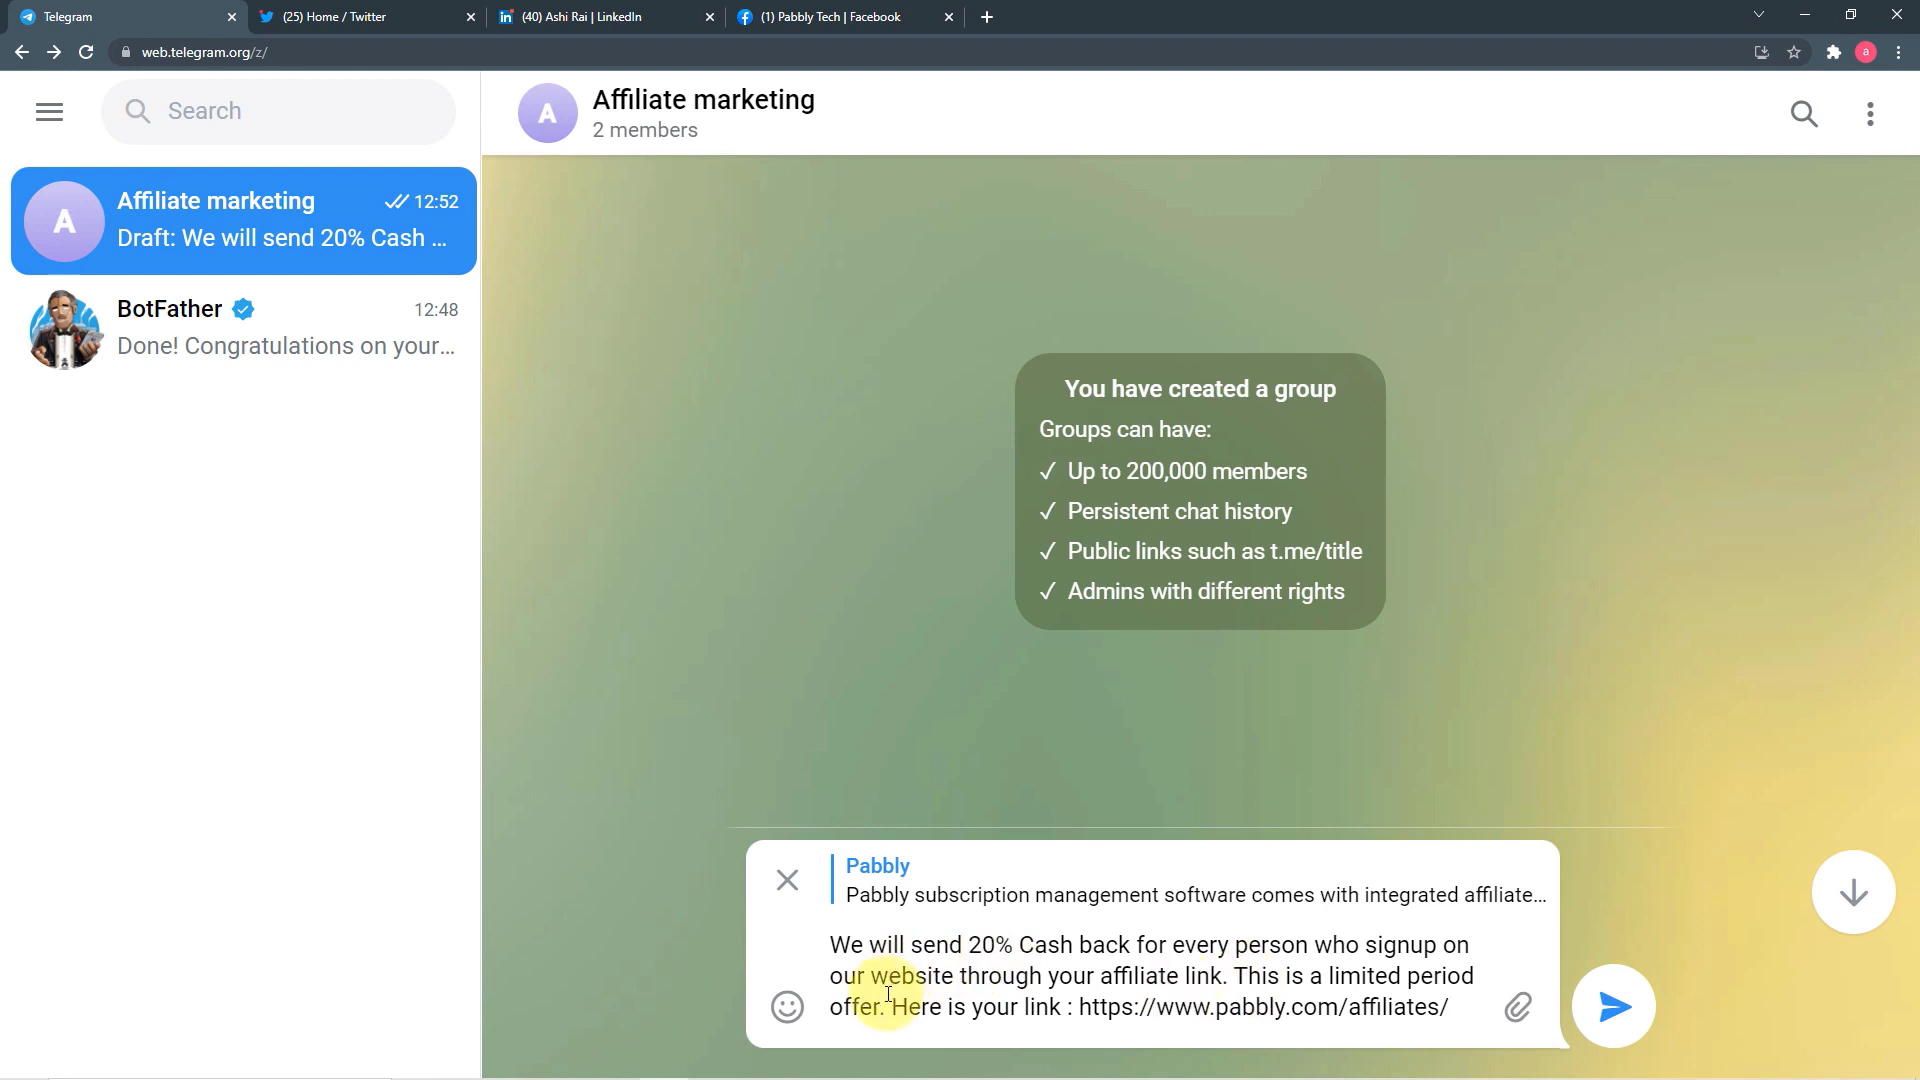 Telegram
(25) Home / Twitter
(40) Ashi Rai | LinkedIn
(1) Pabbly Tech | Facebook
web.telegram.org/z/
a
Search
A
Affiliate marketing
12:52
Draft: We will send 20% Cash ...
BotFather
12:48
Done! Congratulations on your...
A
Affiliate marketing
2 members
You have created a group
Groups can have:
✓ Up to 200,000 members
✓ Persistent chat history
✓ Public links such as t.me/title
✓ Admins with different rights
Pabbly
Pabbly subscription management software comes with integrated affiliate...
We will send 20% Cash back for every person who signup on
our website through your affiliate link. This is a limited period
offer. Here is your link : https://www.pabbly.com/affiliates/